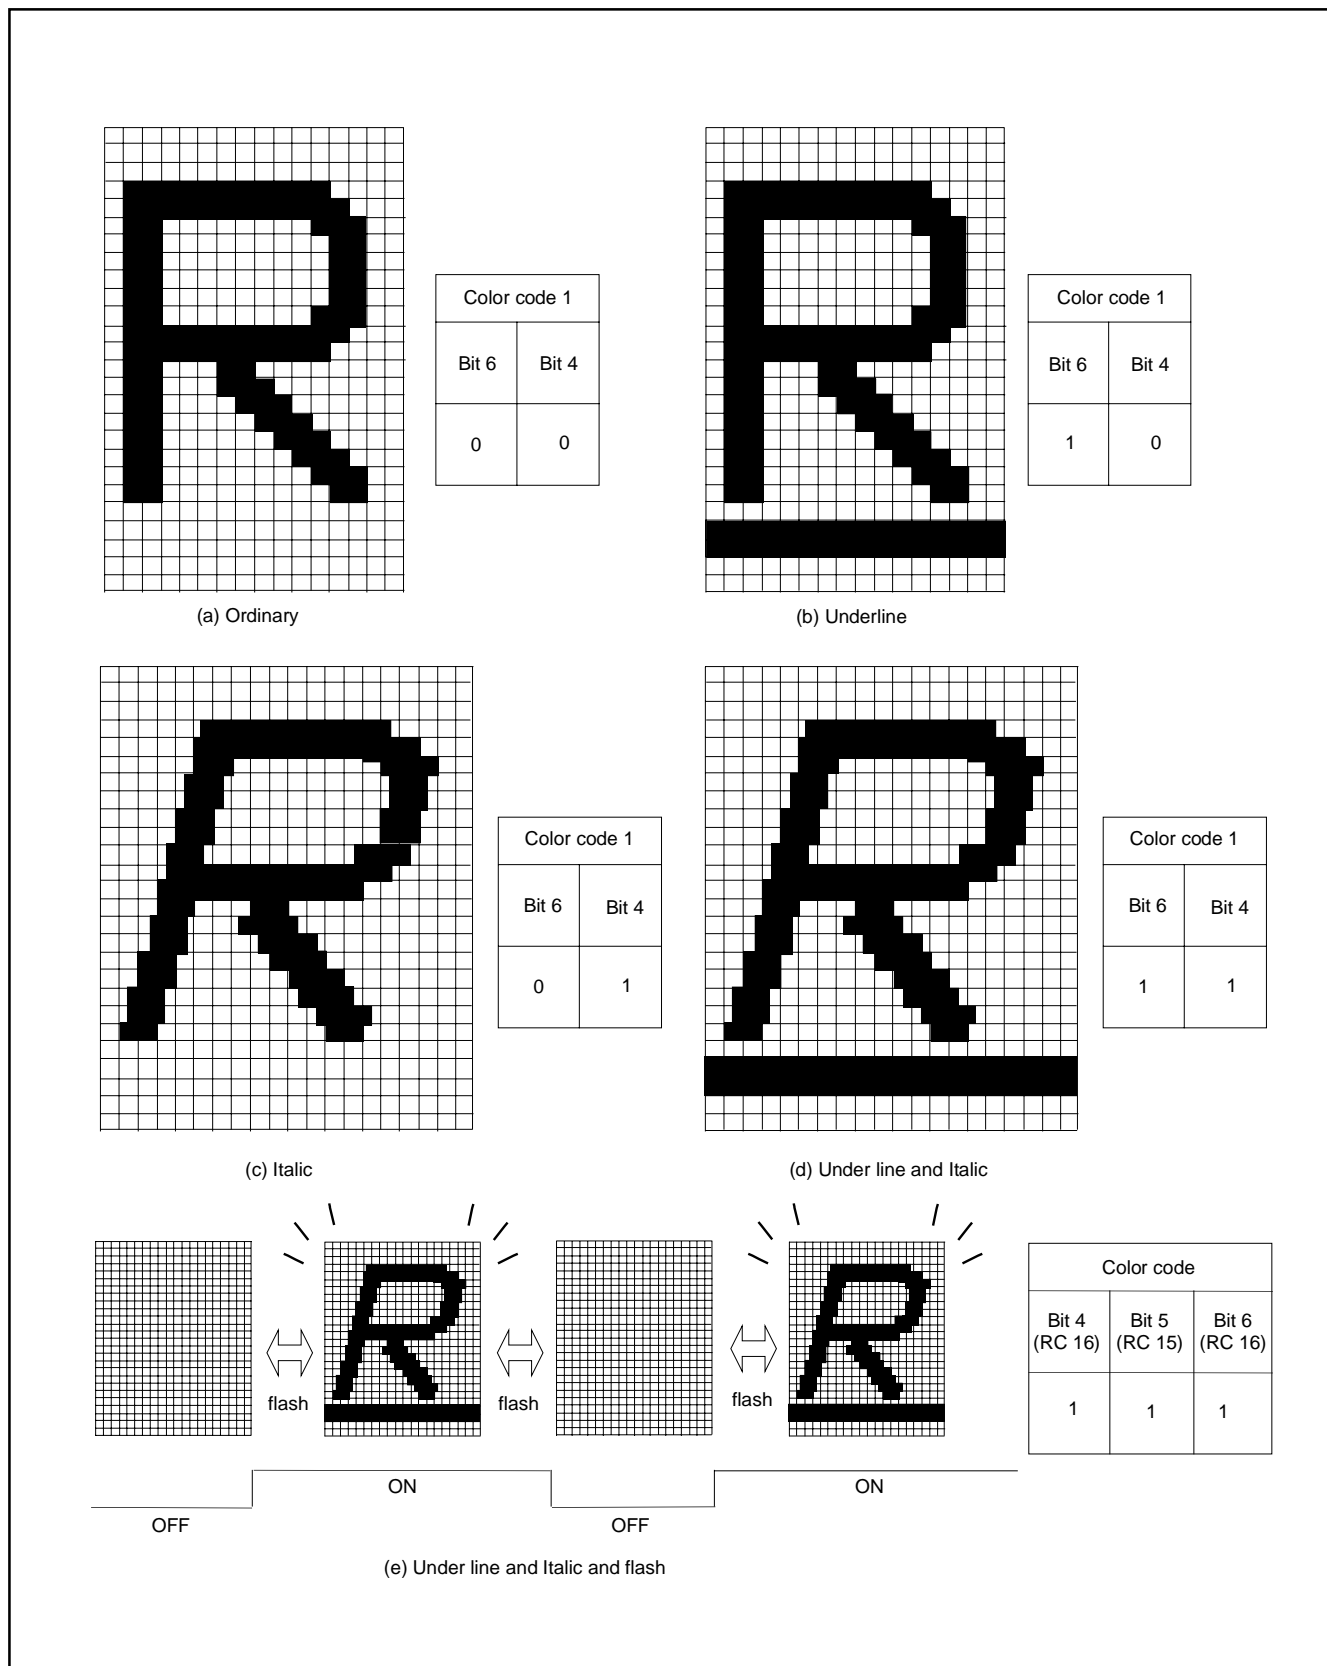 Color code 1
Bit 6 Bit 4
0 0
(a) Ordinary
Color code 1
Bit 6 Bit 4
1 0
(b) Underline
Color code 1
Bit 6 Bit 4
0 1
(c) Italic
Color code 1
Bit 6 Bit 4
1 1
(d) Under line and Italic
flash flash flash
Color code
Bit 4 Bit 5 Bit 6
(RC 16) (RC 15) (RC 16)
1 1 1
OFF ON OFF ON
(e) Under line and Italic and flash